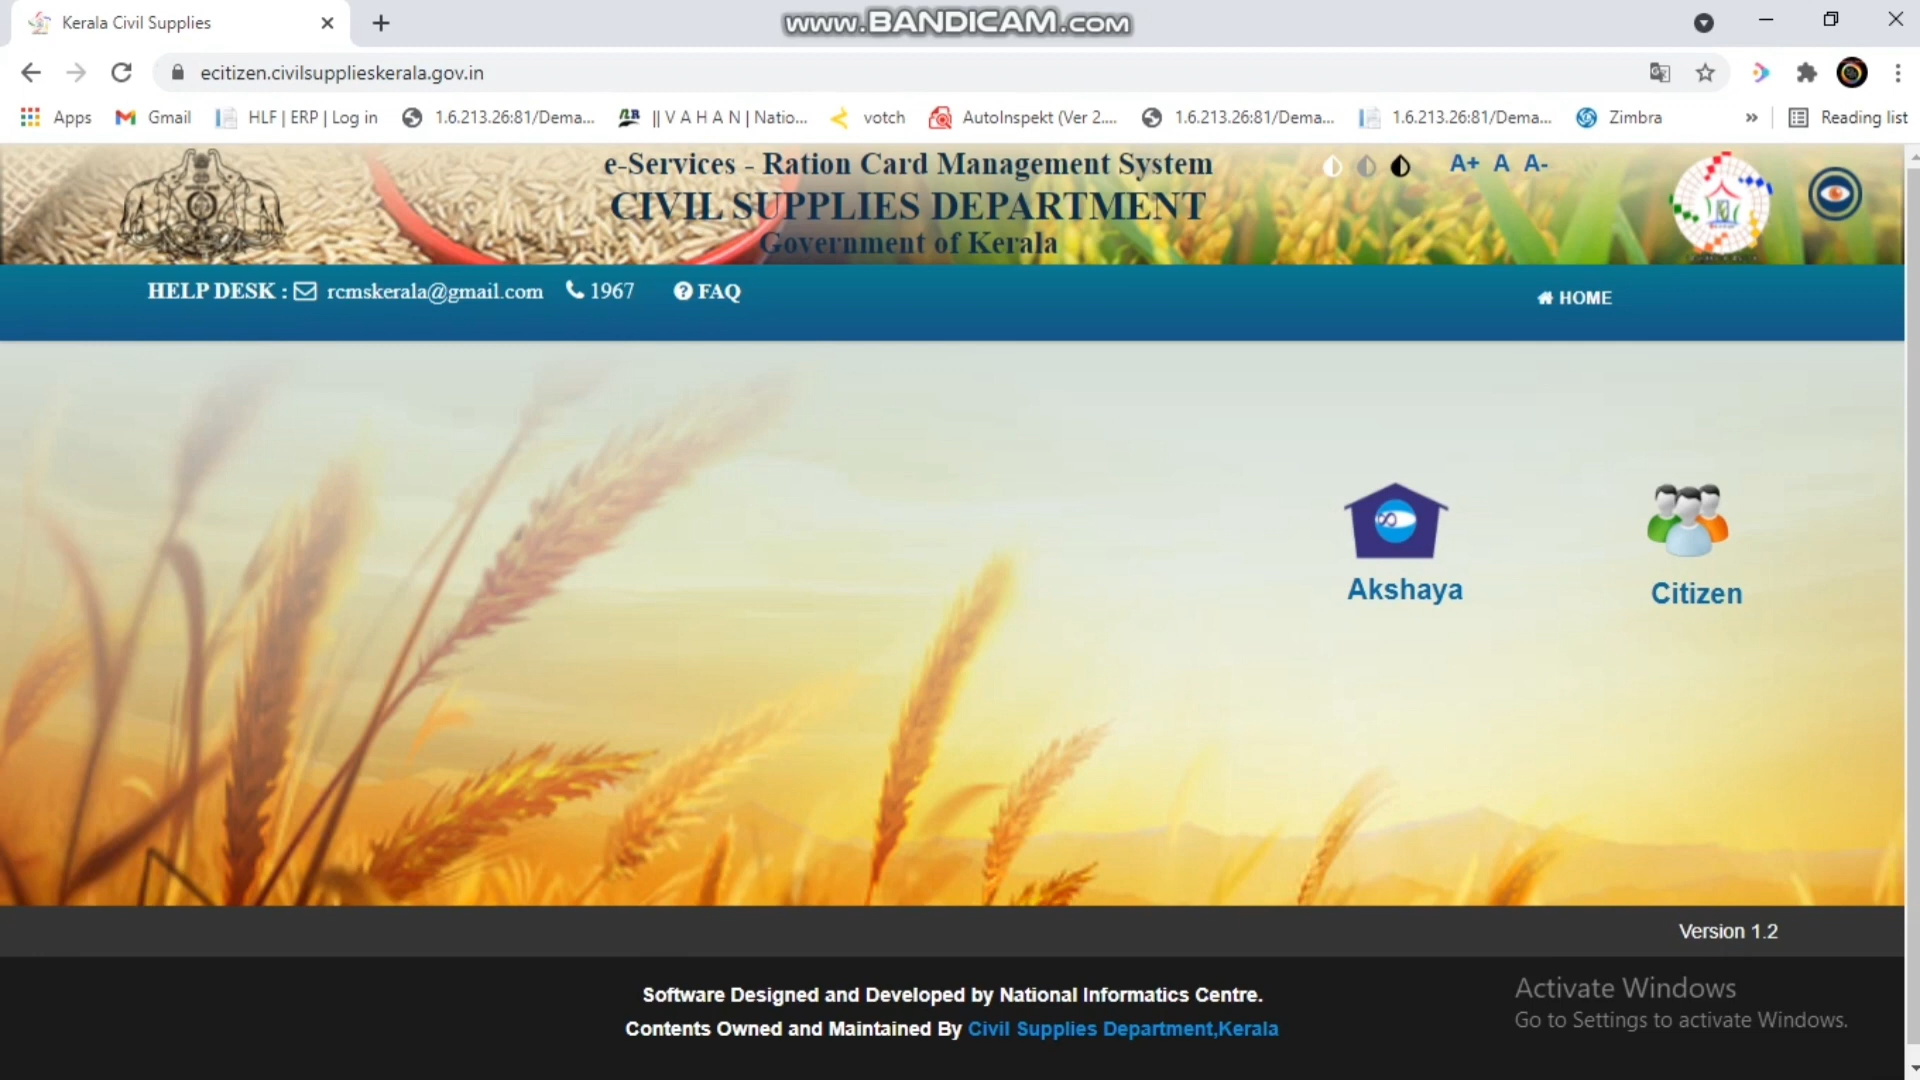 Kerala Civil Supplies
www.BANDICAM.com
ecitizen.civilsupplieskerala.gov.in
Apps
Gmail
HLF | ERP | Log in
1.6.213.26:81/Dema...
|| V A H A N | Natio...
votch
AutoInspekt (Ver 2....
1.6.213.26:81/Dema...
1.6.213.26:81/Dema...
Zimbra
»
Reading list
e-Services - Ration Card Management System
A+ A A-
CIVIL SUPPLIES DEPARTMENT
Government of Kerala
HELP DESK : rcmskerala@gmail.com 1967 FAQ
HOME
Akshaya
Citizen
Version 1.2
Software Designed and Developed by National Informatics Centre.
Contents Owned and Maintained By Civil Supplies Department,Kerala
Activate Windows
Go to Settings to activate Windows.